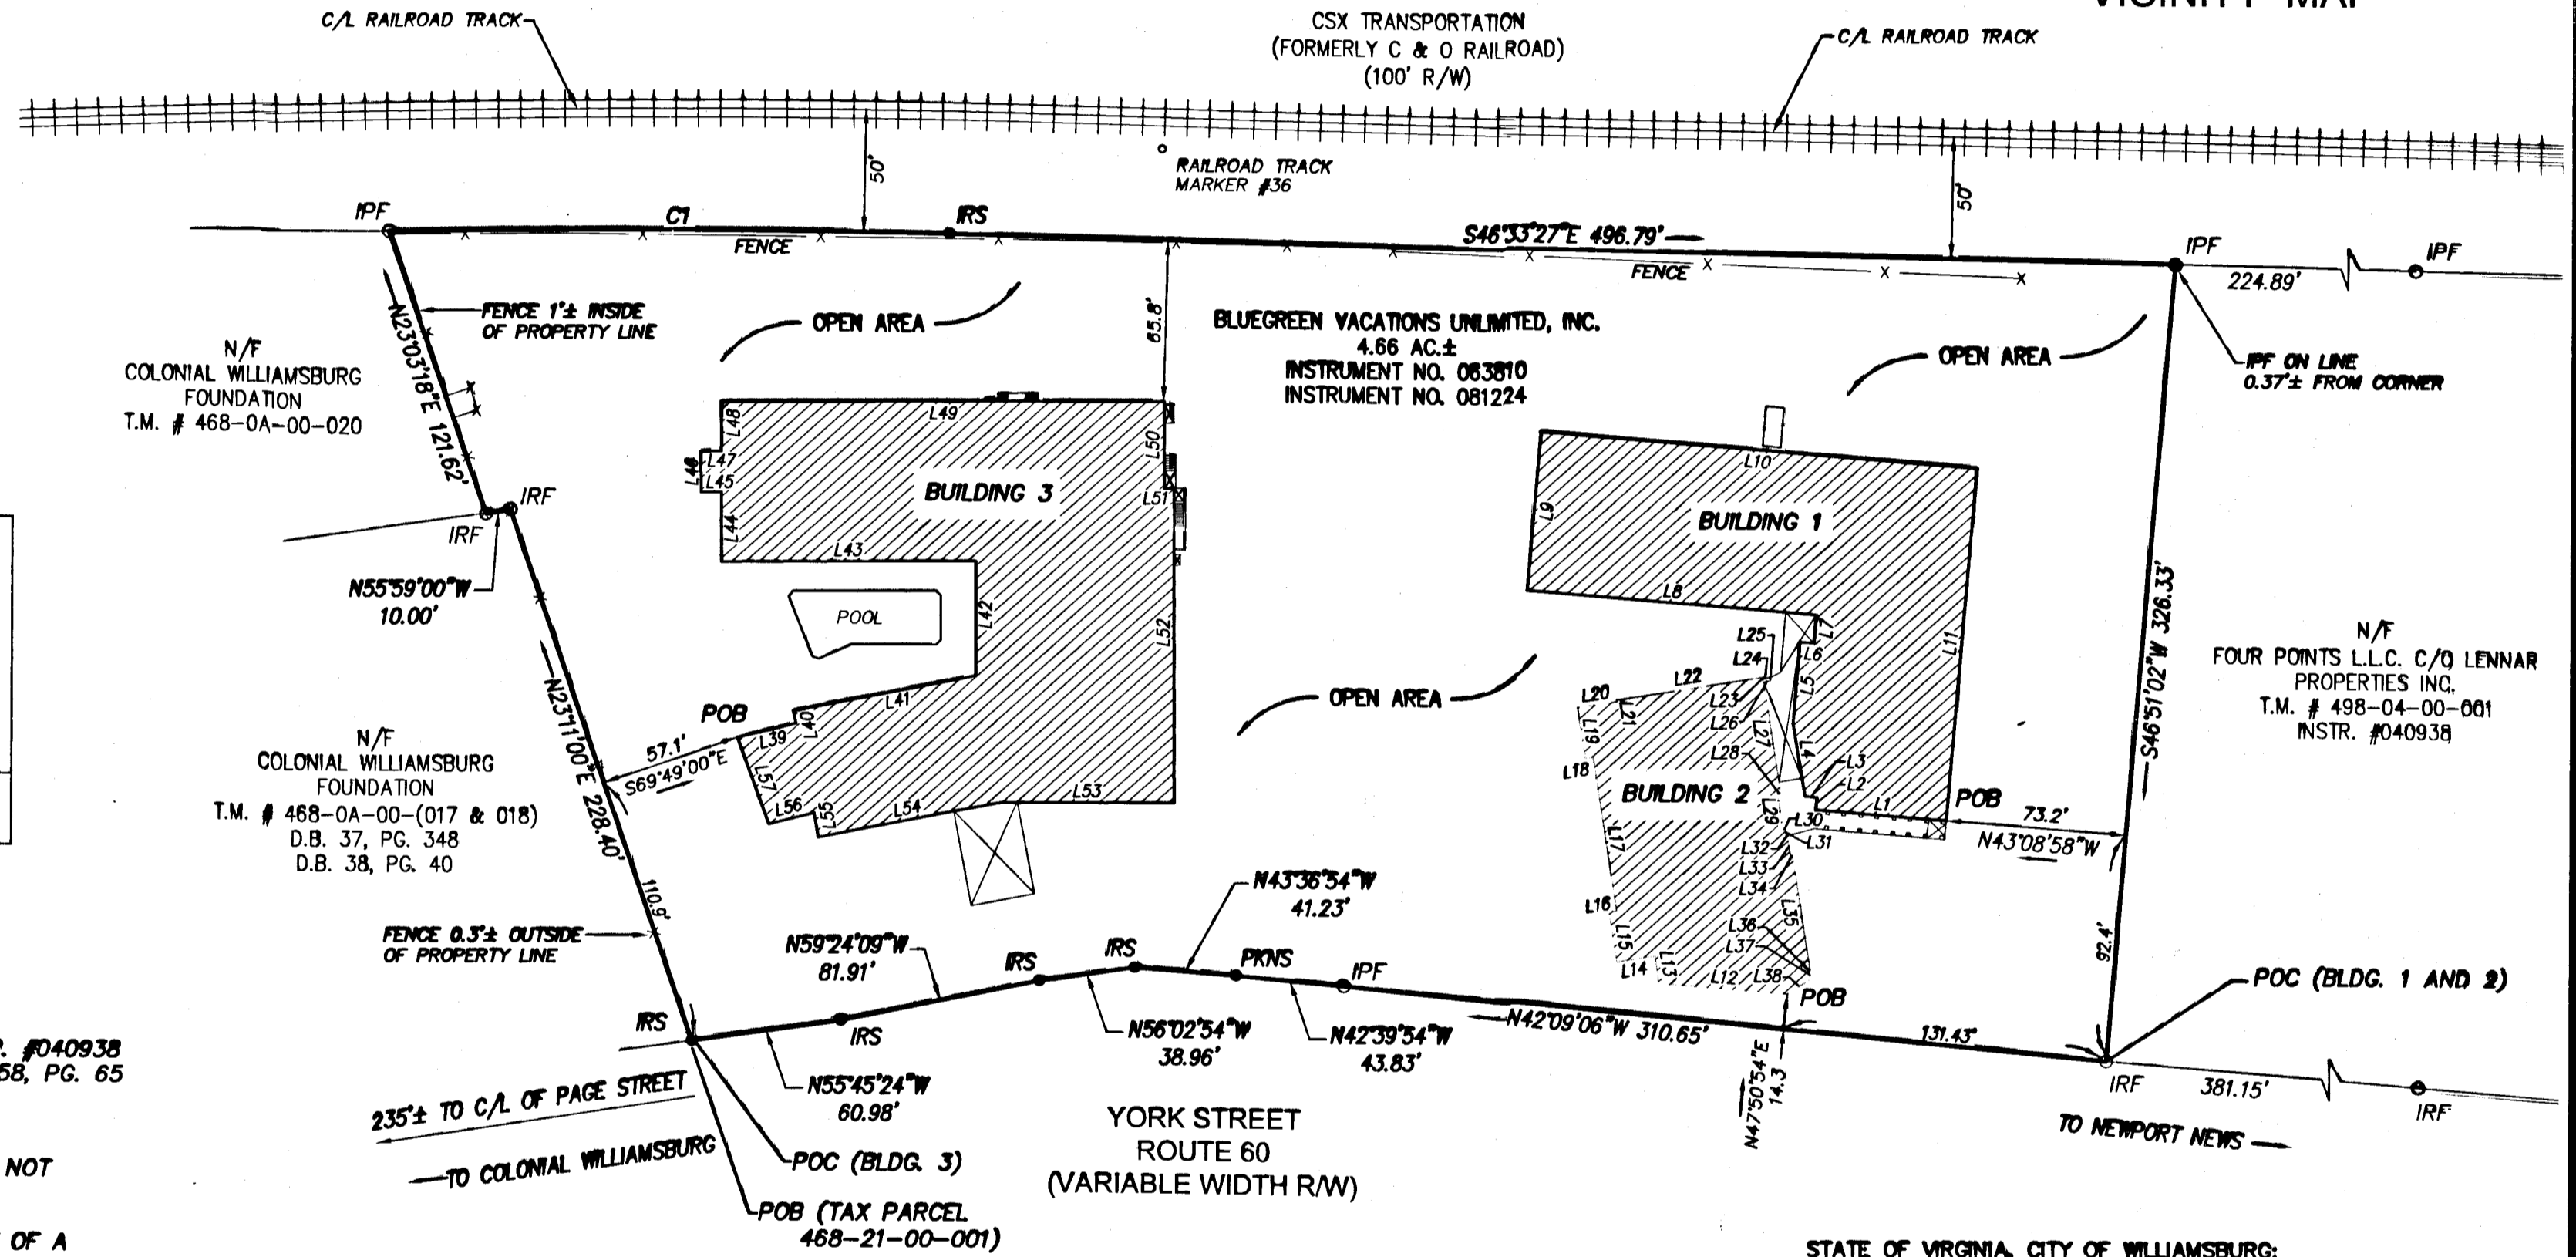 VICINITY MAP
C/L RAILROAD TRACK
CSX TRANSPORTATION
(FORMERLY C & O RAILROAD)
(100' R/W)
C/L RAILROAD TRACK
50'
RAILROAD TRACK
MARKER #36
50'
IPF
C1
IRS
FENCE
S46°33'27"E 496.79'
FENCE
IPF
224.89'
IPF
N23°03'18"E 121.62'
FENCE 1'± INSIDE
OF PROPERTY LINE
OPEN AREA
65.8'
BLUEGREEN VACATIONS UNLIMITED, INC.
4.66 AC.±
INSTRUMENT NO. 063810
INSTRUMENT NO. 081224
OPEN AREA
IPF ON LINE
0.37'± FROM CORNER
N/F
COLONIAL WILLIAMSBURG
FOUNDATION
T.M. # 468-0A-00-020
L48
L49
L50
L46
L47
L45
L44
L43
L51
BUILDING 3
L42
L52
POOL
IRF
IRF
N55°59'00"W
10.00'
L10
L9
BUILDING 1
L8
L7
L6
L5
L11
L25
L24
L22
L20
L21
L23
L26
L19
L27
L28
L4
L3
L2
L1
L18
BUILDING 2
L29
L30
L31
L17
L32
L33
L34
L16
L35
L15
L36
L37
L14
L13
L12
L38
POB
POB
73.2'
N43°08'58"W
S46°51'02"W 326.33'
92.4'
N/F
FOUR POINTS L.L.C. C/O LENNAR
PROPERTIES INC.
T.M. # 498-04-00-001
INSTR. #040938
OPEN AREA
N23°11'00"E 228.40'
POB
57.1'
S69°49'00"E
L39
L40
L41
L57
L56
L55
L54
L53
N/F
COLONIAL WILLIAMSBURG
FOUNDATION
T.M. # 468-0A-00-(017 & 018)
D.B. 37, PG. 348
D.B. 38, PG. 40
110.9'
FENCE 0.3'± OUTSIDE
OF PROPERTY LINE
N59°24'09"W
81.91'
N43°36'54"W
41.23'
IRS
IRS
PKNS
IPF
IRS
IRS
N55°45'24"W
60.98'
N56°02'54"W
38.96'
N42°39'54"W
43.83'
N42°09'06"W 310.65'
131.43'
N47°50'54"E
14.3
POC (BLDG. 1 AND 2)
IRF
381.15'
IRF
TO NEWPORT NEWS
#040938
58, PG. 65
235'± TO C/L OF PAGE STREET
TO COLONIAL WILLIAMSBURG
POC (BLDG. 3)
POB (TAX PARCEL
468-21-00-001)
YORK STREET
ROUTE 60
(VARIABLE WIDTH R/W)
NOT
OF A
STATE OF VIRGINIA, CITY OF WILLIAMSBURG: